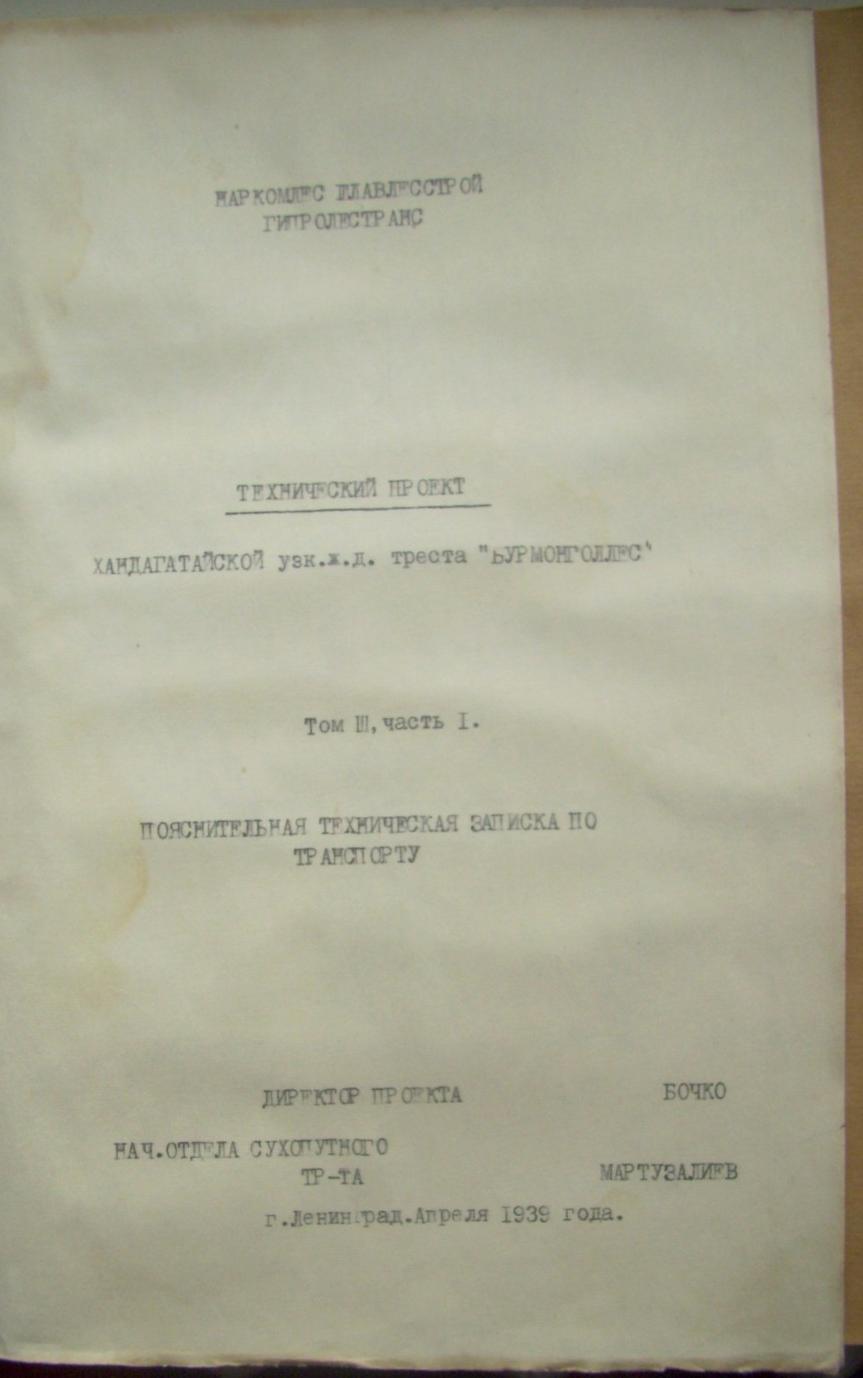 НАРКОМЛЕС ГЛАВЛЕССТРОЙ
ГИПРОЛЕСТРАНС
ТЕХНИЧЕСКИЙ ПРОЕКТ
ХАНДАГАТАЙСКОЙ узк.ж.д. треста "БУРМОНГОЛЛЕС"
Том Ш, часть I.
ПОЯСНИТЕЛЬНАЯ ТЕХНИЧЕСКАЯ ЗАПИСКА ПО
ТРАНСПОРТУ
ДИРЕКТОР ПРОЕКТА БОЧКО
НАЧ.ОТДЕЛА СУХОПУТНОГО
ТР-ТА МАРТУЗАЛИЕВ
г.Ленинград.Апреля 1939 года.